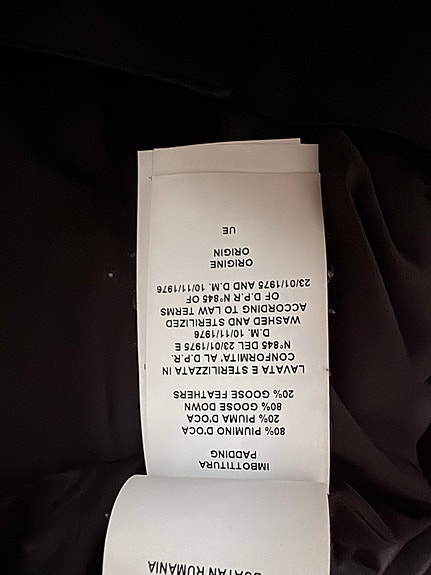 RUMANIA
IMBOTTITURA
PADDING
80% PIUMINO D'OCA
20% PIUMA D'OCA
80% GOOSE DOWN
20% GOOSE FEATHERS
LAVATA E STERILIZZATA IN
CONFORMITA' AL D.P.R.
N°845 DEL 23/01/1975 E
D.M. 10/11/1976
WASHED AND STERILIZED
ACCORDING TO LAW TERMS
OF D.P.R N°845 OF
23/01/1975 AND D.M. 10/11/1976
ORIGINE
ORIGIN
UE